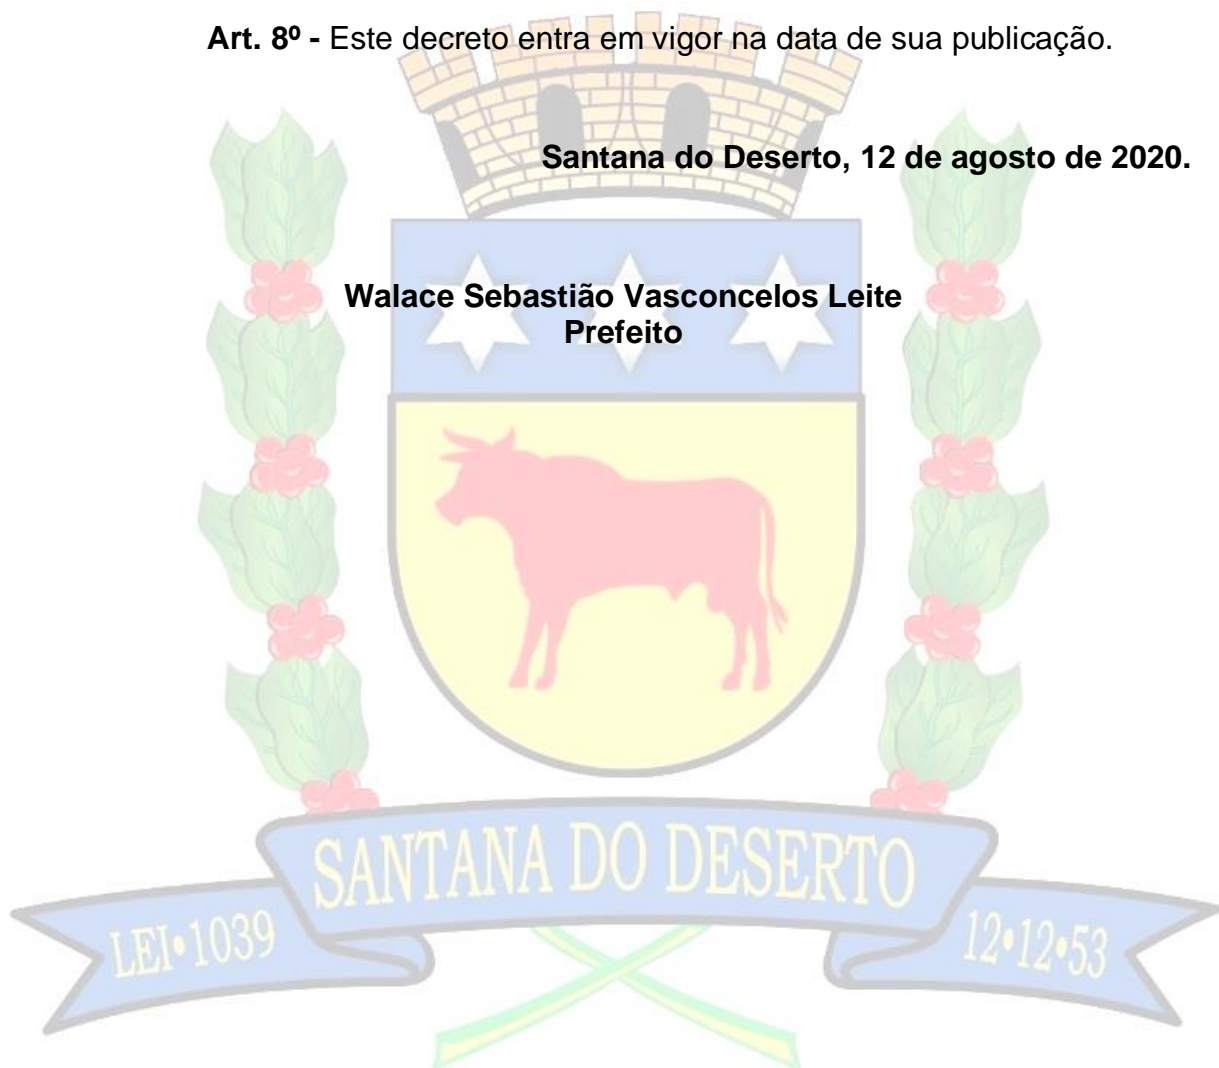 Art. 8º - Este decreto entra em vigor na data de sua publicação.
Santana do Deserto, 12 de agosto de 2020.
Walace Sebastião Vasconcelos Leite
Prefeito
SANTANA DO DESERTO
LEI•1039
12•12•53